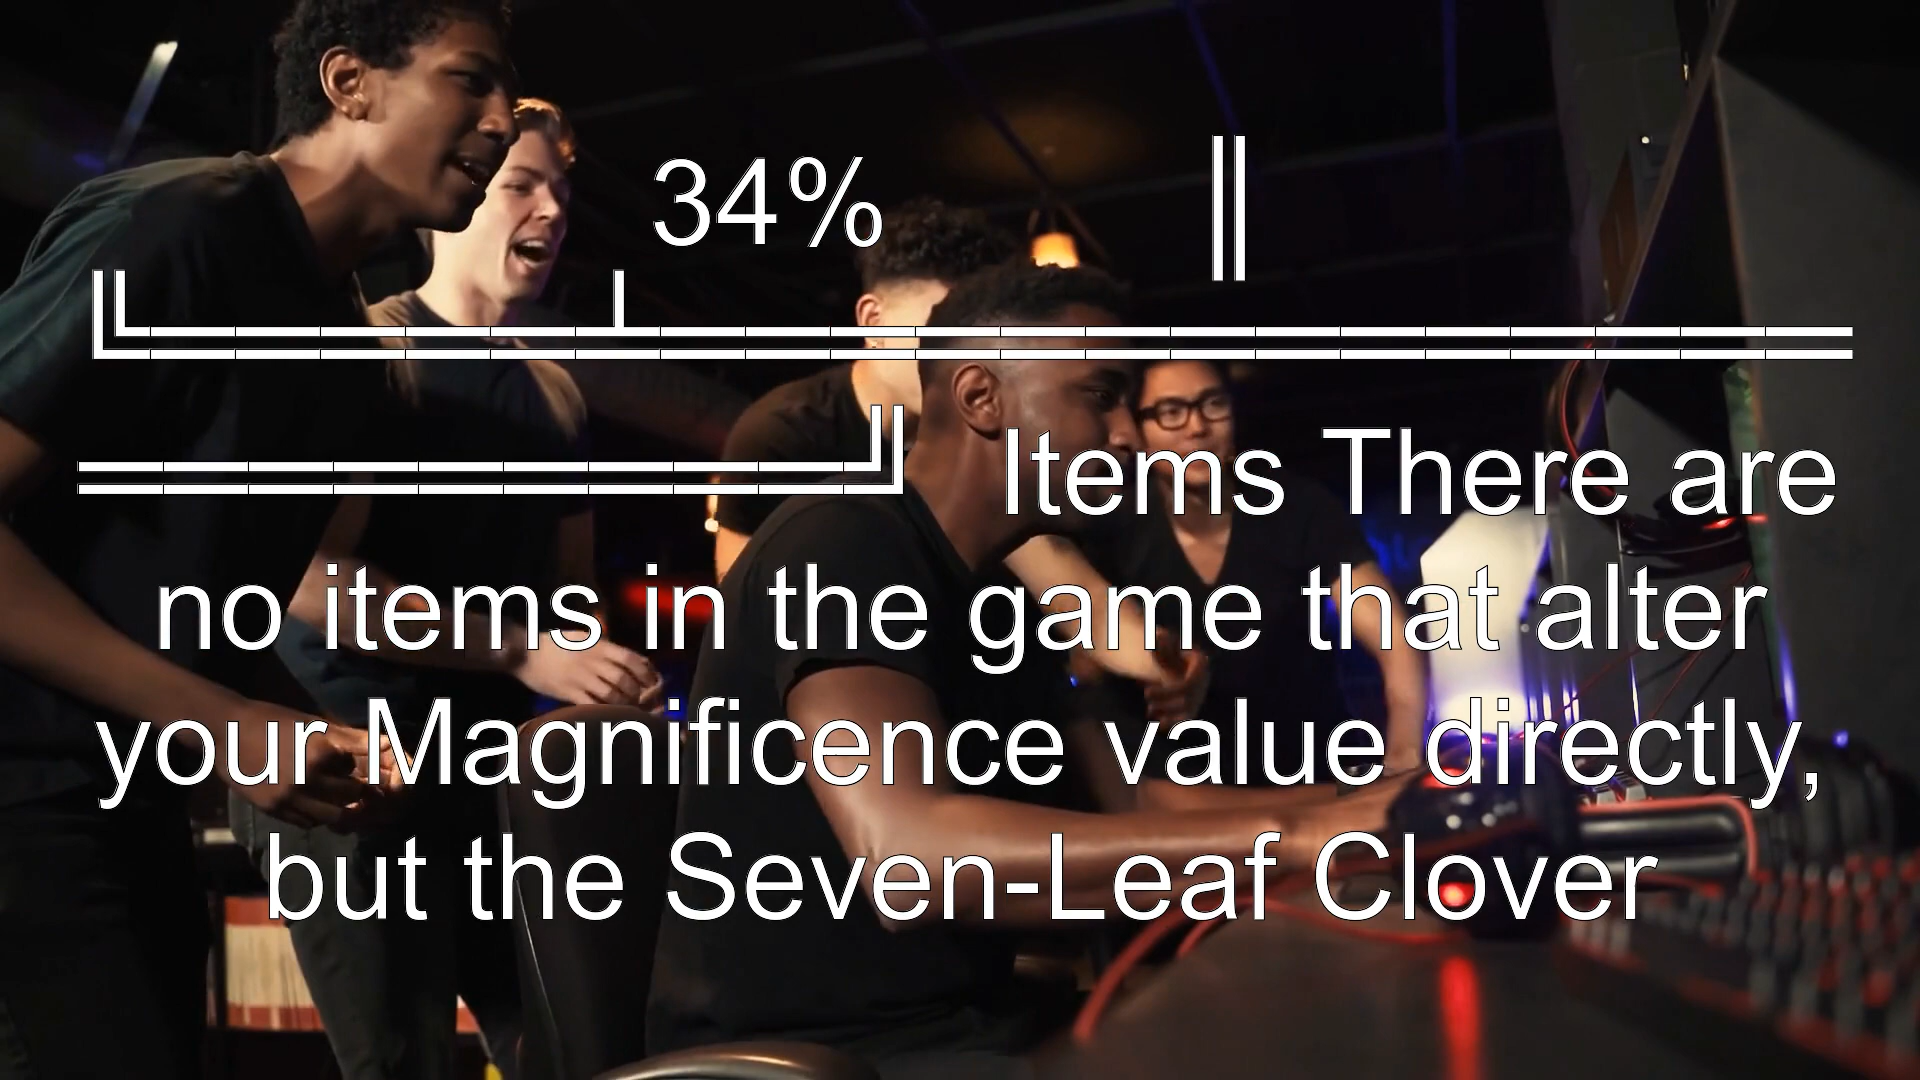 34% ║
╚═════╧══════════════
═════════╝ Items There are
no items in the game that alter
your Magnificence value directly,
but the Seven-Leaf Clover